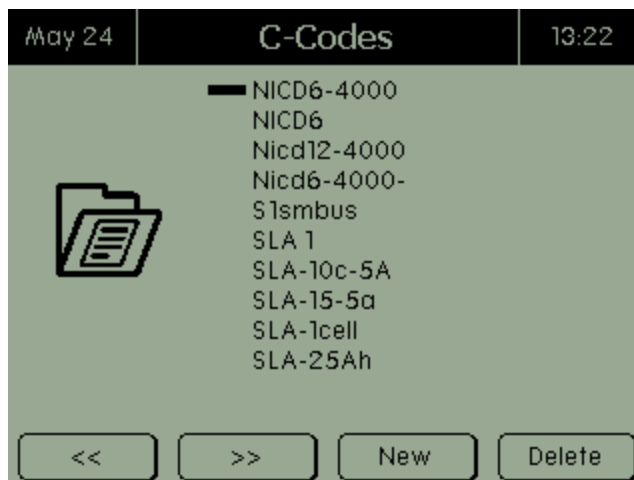 May 24 C-Codes 13:22
NICD6-4000
NICD6
Nicd12-4000
Nicd6-4000-
S1smbus
SLA 1
SLA-10c-5A
SLA-15-5a
SLA-1cell
SLA-25Ah
<< >> New Delete